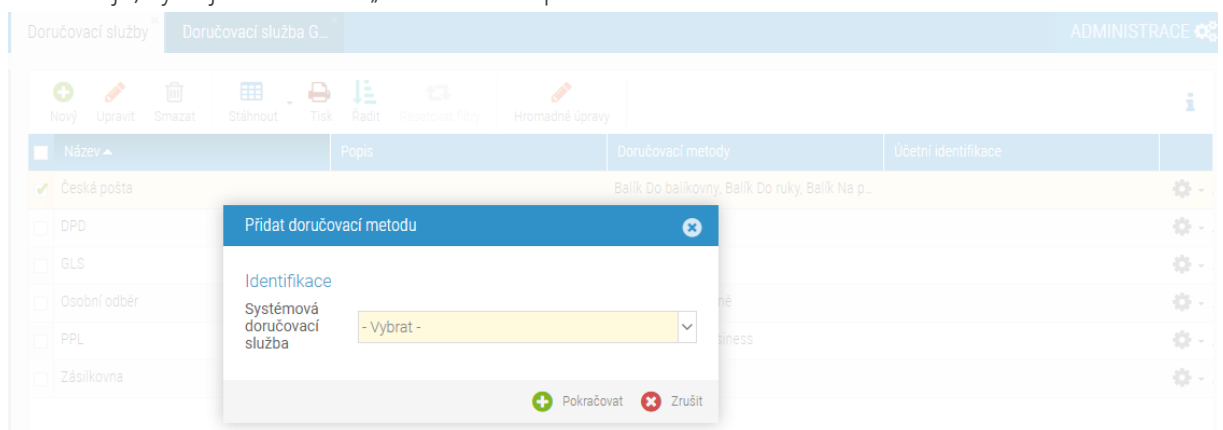 Doručovací služby
Doručovací služba G...
ADMINISTRACE
Nový Upravit Smazat Stáhnout Tisk Řadit Resetovat filtry Hromadné úpravy
Název Popis Doručovací metody Účetní identifikace
Česká pošta Balík Do balíkovny, Balík Do ruky, Balík Na p...
DPD
GLS
Osobní odběr
PPL
Zásilkovna
Přidat doručovací metodu
Identifikace
Systémová
doručovací
služba
- Vybrat -
Pokračovat Zrušit